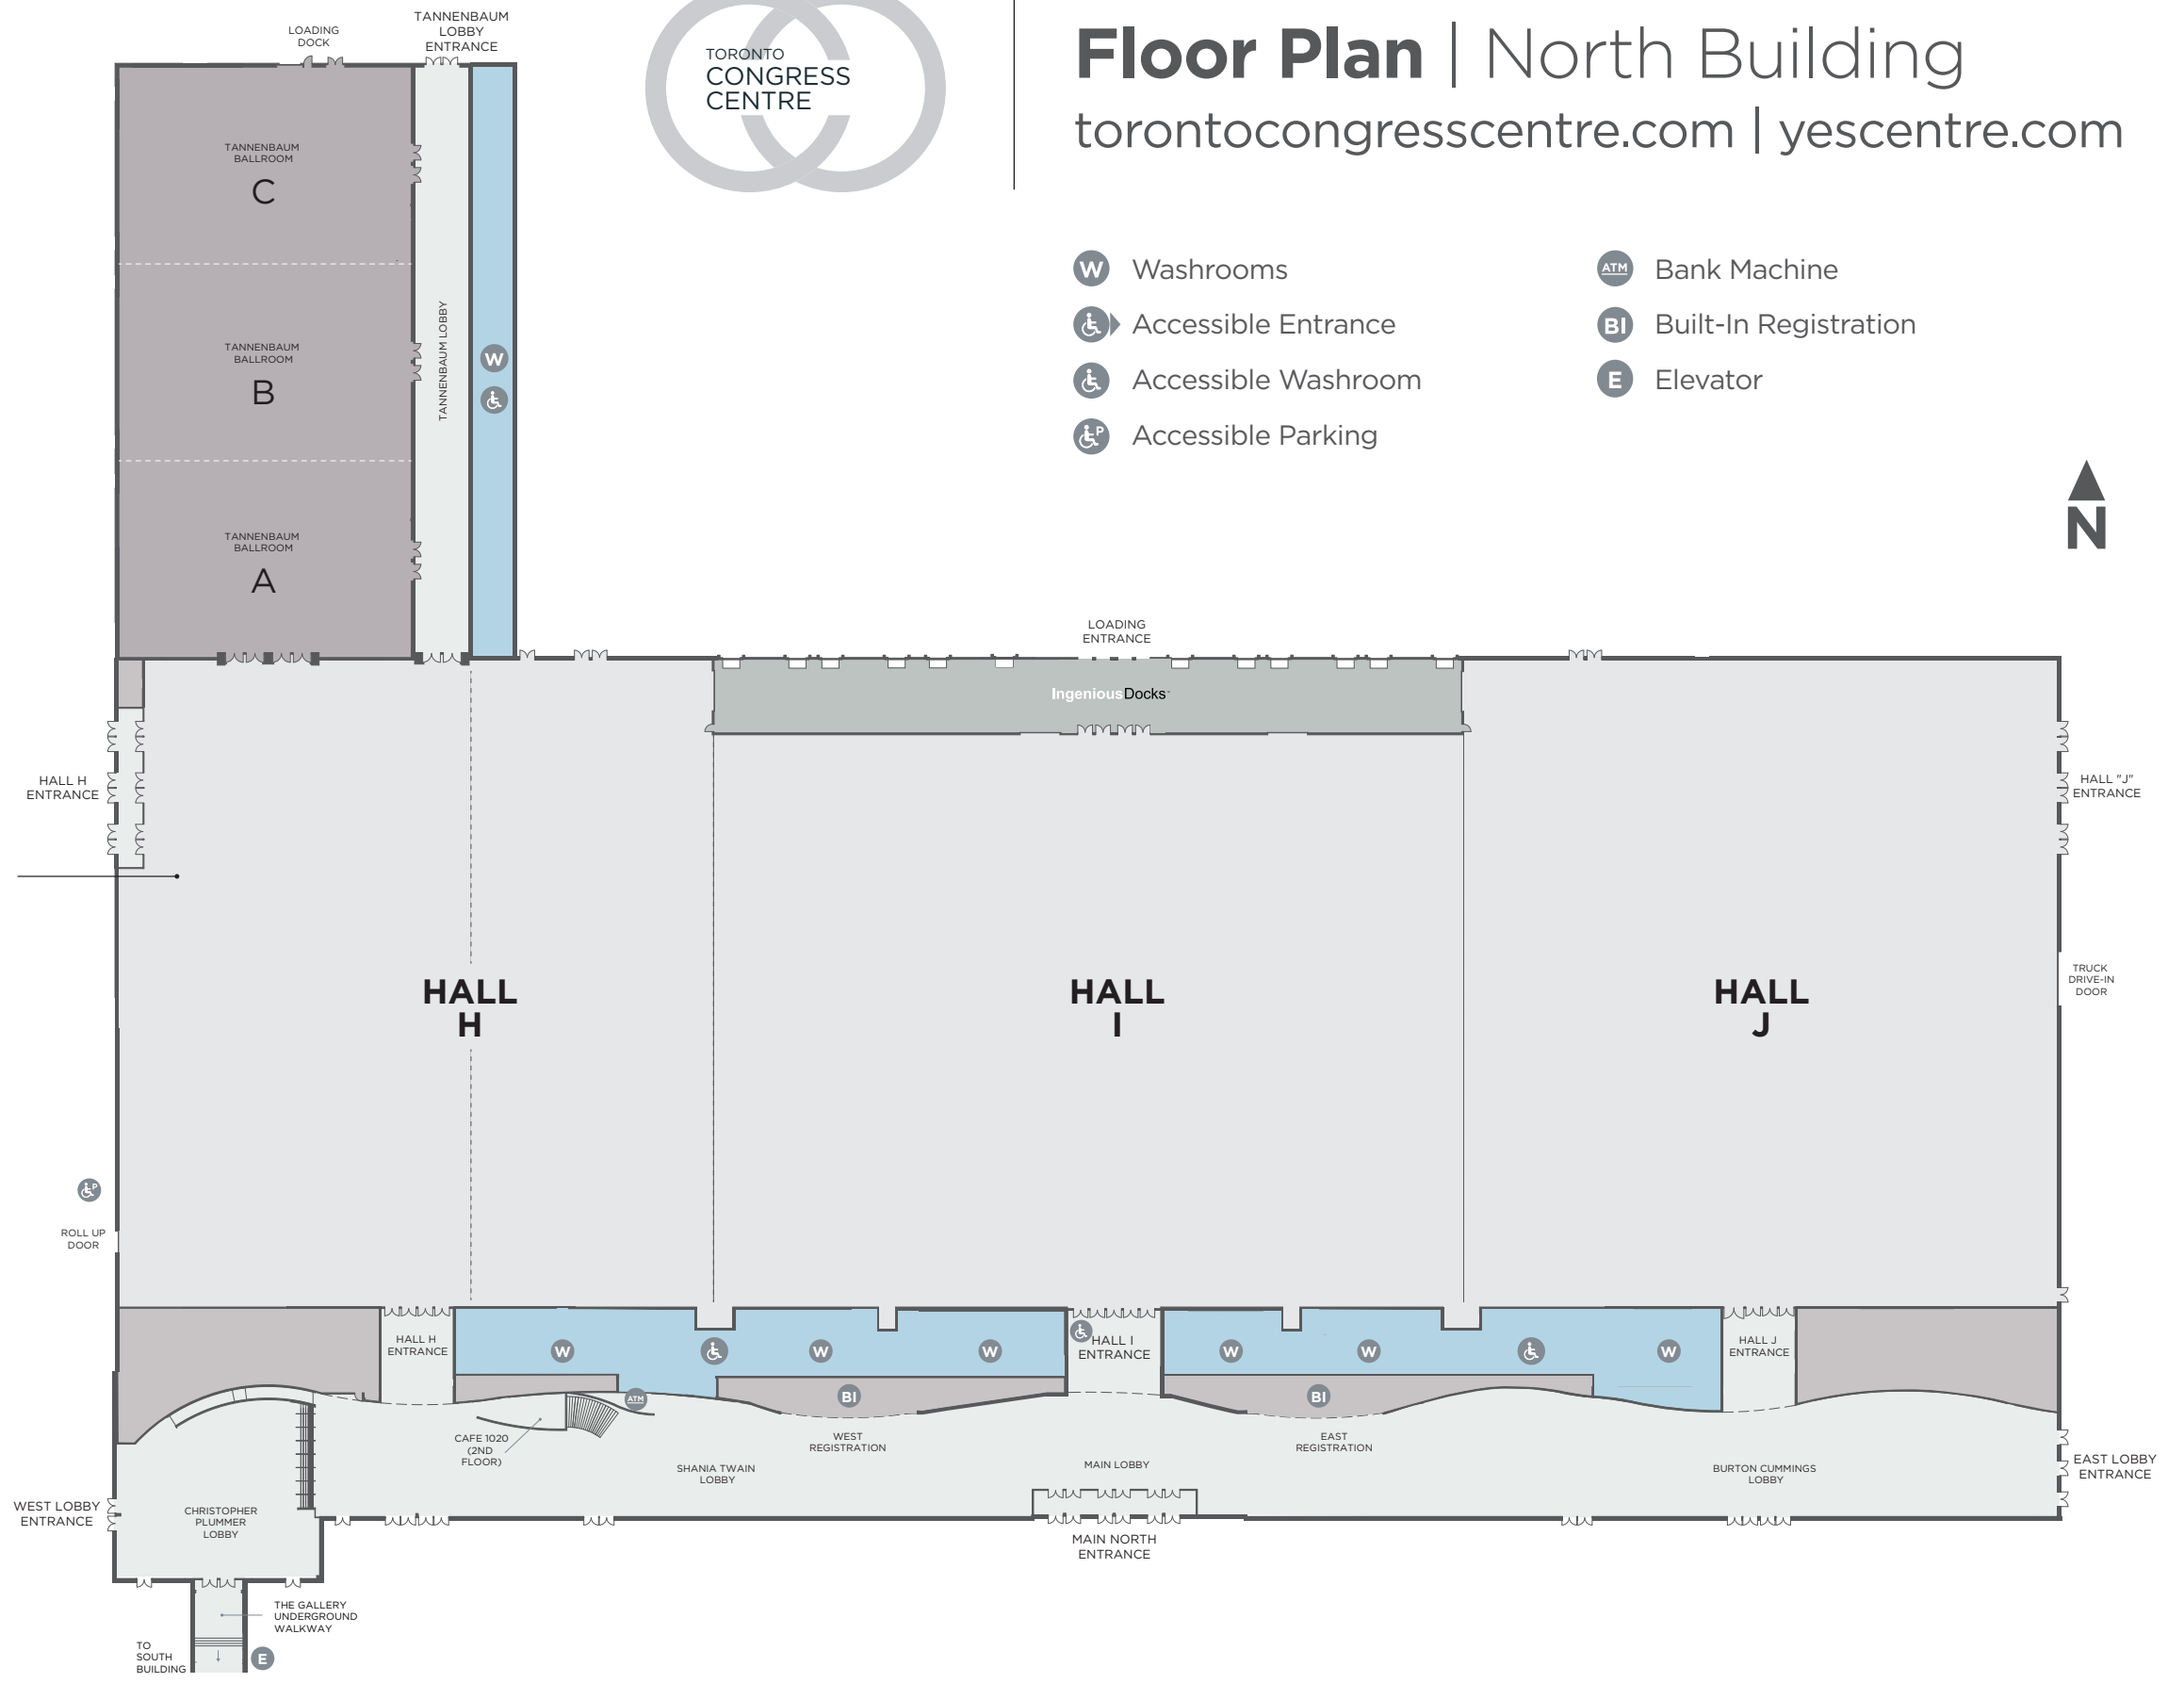 LOADING
DOCK
TANNENBAUM
LOBBY
ENTRANCE
TORONTO
CONGRESS
CENTRE
Floor Plan | North Building
torontocongresscentre.com | yescentre.com
W Washrooms
Accessible Entrance
Accessible Washroom
P Accessible Parking
ATM Bank Machine
BI Built-In Registration
E Elevator
N
TANNENBAUM
BALLROOM
C
TANNENBAUM
BALLROOM
B
TANNENBAUM
BALLROOM
A
TANNENBAUM LOBBY
W
LOADING
ENTRANCE
IngeniousDocks
HALL H
ENTRANCE
HALL "J"
ENTRANCE
HALL
H
HALL
I
HALL
J
TRUCK
DRIVE-IN
DOOR
P
ROLL UP
DOOR
HALL H
ENTRANCE
W
W
W
HALL I
ENTRANCE
W
W
W
HALL J
ENTRANCE
ATM
BI
BI
CAFE 1020
(2ND
FLOOR)
WEST
REGISTRATION
EAST
REGISTRATION
SHANIA TWAIN
LOBBY
MAIN LOBBY
BURTON CUMMINGS
LOBBY
EAST LOBBY
ENTRANCE
WEST LOBBY
ENTRANCE
CHRISTOPHER
PLUMMER
LOBBY
MAIN NORTH
ENTRANCE
THE GALLERY
UNDERGROUND
WALKWAY
TO
SOUTH
BUILDING
E